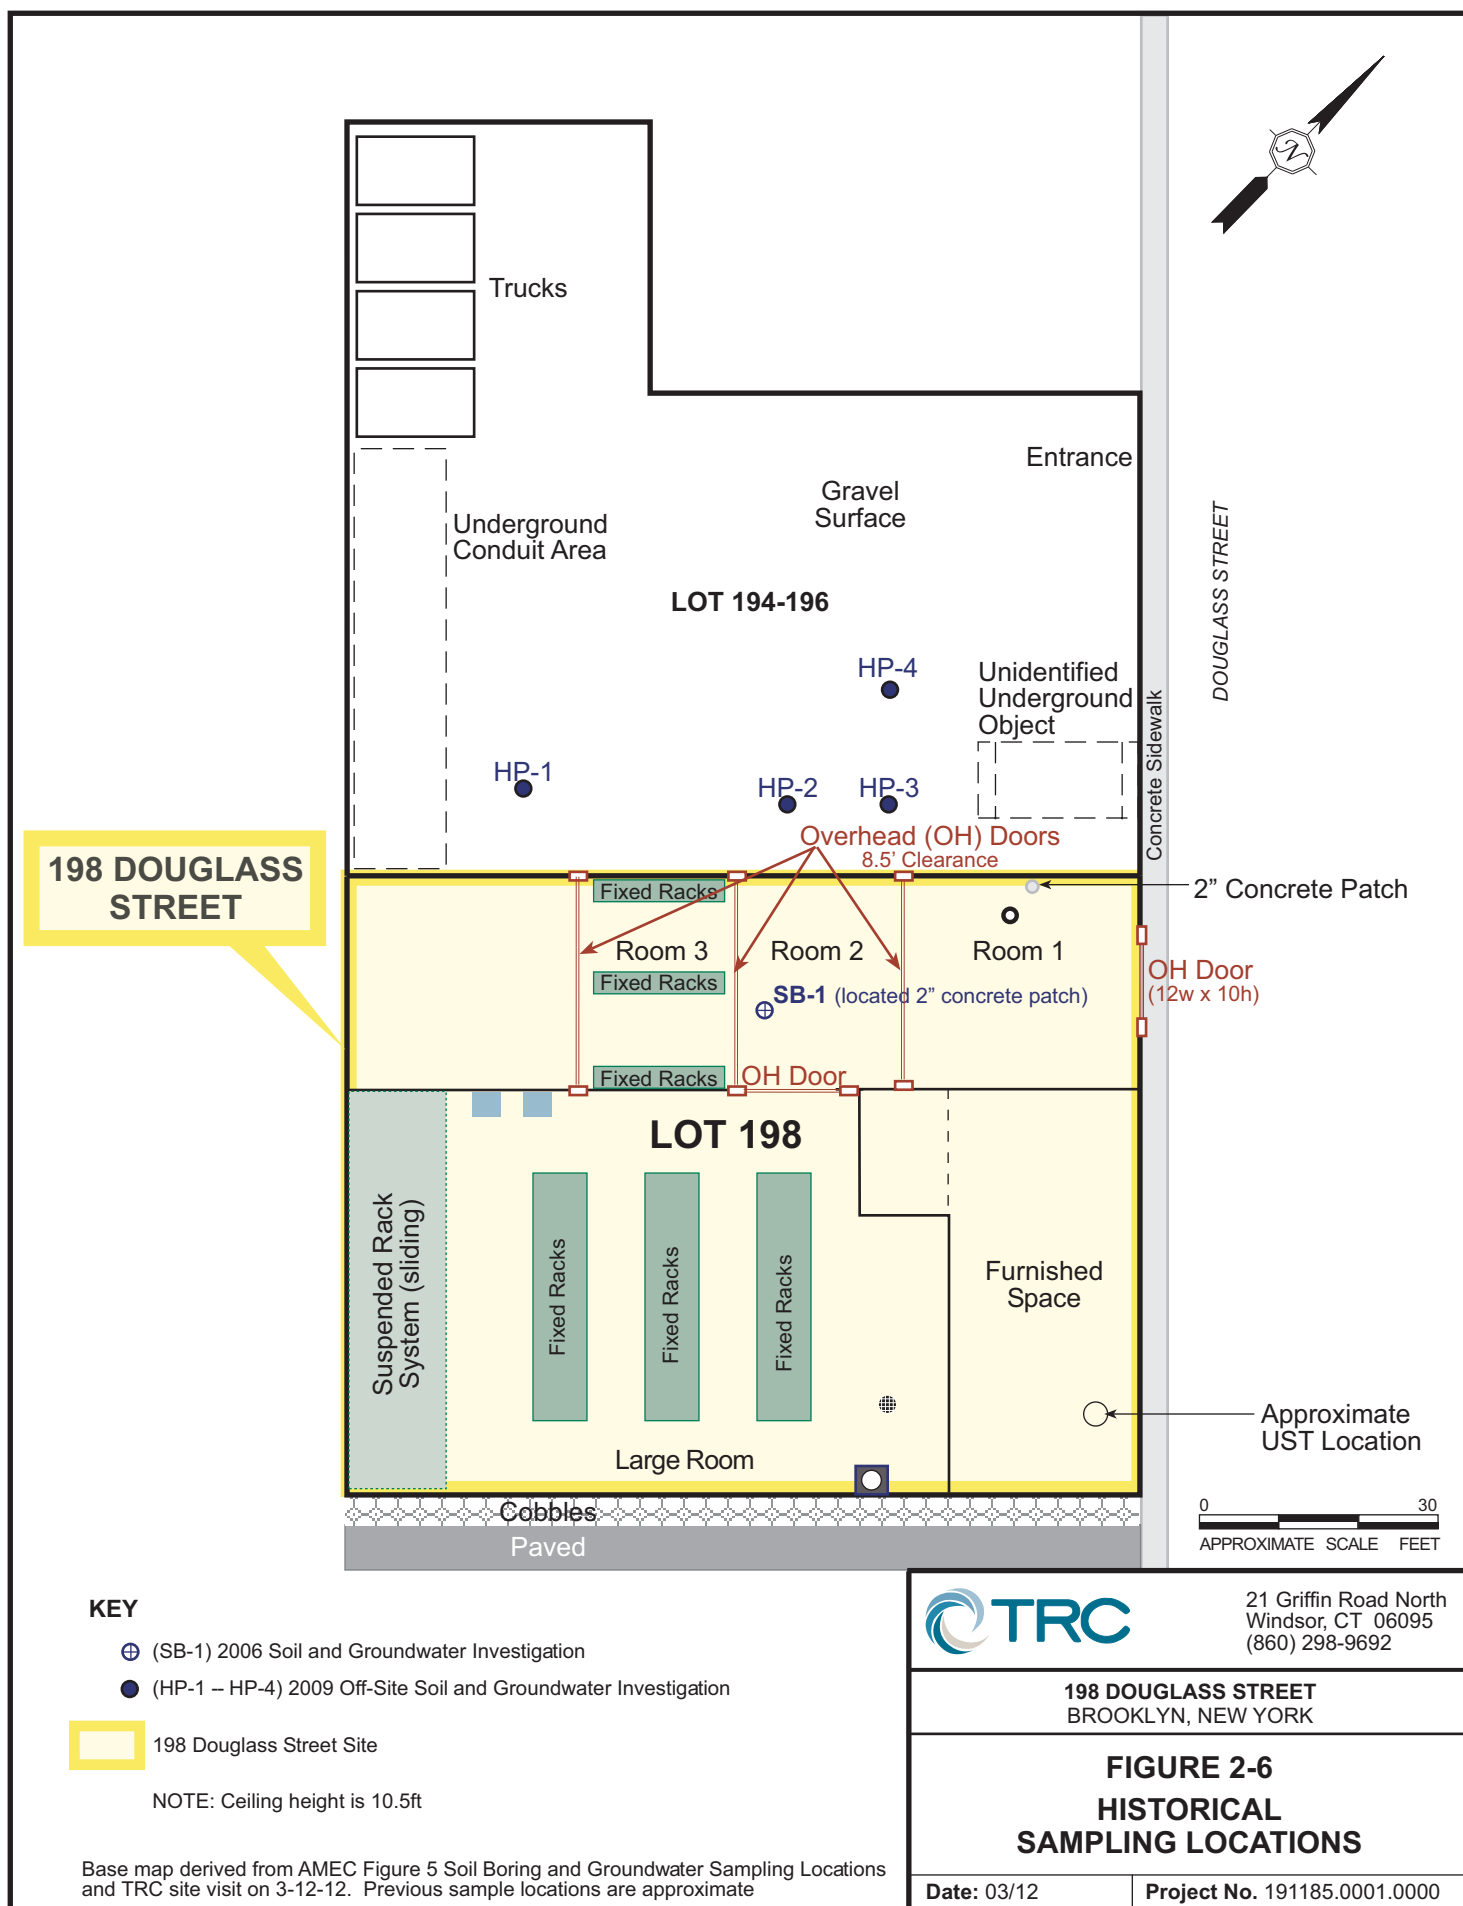 N
Trucks
Entrance
Gravel
Surface
Underground
Conduit Area
LOT 194-196
DOUGLASS STREET
HP-4
Unidentified
Underground
Object
Concrete Sidewalk
HP-1
HP-2
HP-3
Overhead (OH) Doors
8.5' Clearance
198 DOUGLASS
STREET
Fixed Racks
2” Concrete Patch
Room 3
Room 2
Room 1
OH Door
(12w x 10h)
Fixed Racks
SB-1 (located 2” concrete patch)
Fixed Racks
OH Door
LOT 198
Suspended Rack
System (sliding)
Fixed Racks
Fixed Racks
Fixed Racks
Furnished
Space
Approximate
UST Location
Large Room
Cobbles
Paved
0 30
APPROXIMATE SCALE FEET
KEY
(SB-1) 2006 Soil and Groundwater Investigation
(HP-1 -- HP-4) 2009 Off-Site Soil and Groundwater Investigation
198 Douglass Street Site
NOTE: Ceiling height is 10.5ft
Base map derived from AMEC Figure 5 Soil Boring and Groundwater Sampling Locations
and TRC site visit on 3-12-12. Previous sample locations are approximate
TRC
21 Griffin Road North
Windsor, CT 06095
(860) 298-9692
198 DOUGLASS STREET
BROOKLYN, NEW YORK
FIGURE 2-6
HISTORICAL
SAMPLING LOCATIONS
Date: 03/12
Project No. 191185.0001.0000